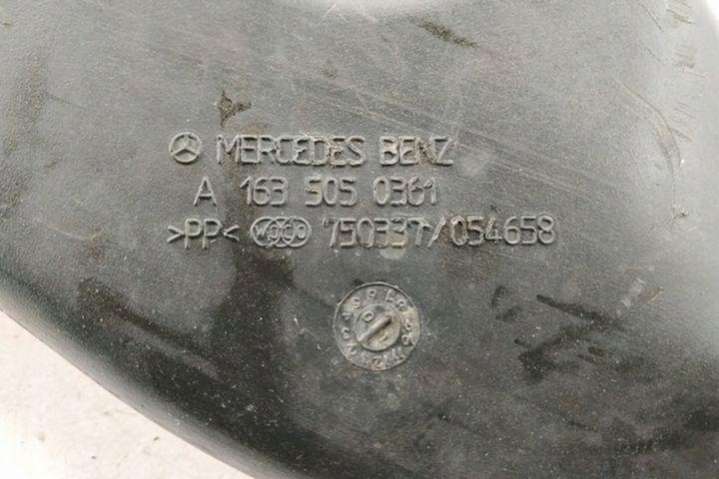 MERCEDES BENZ
A 163 505 0361
>PP< 750337/054658